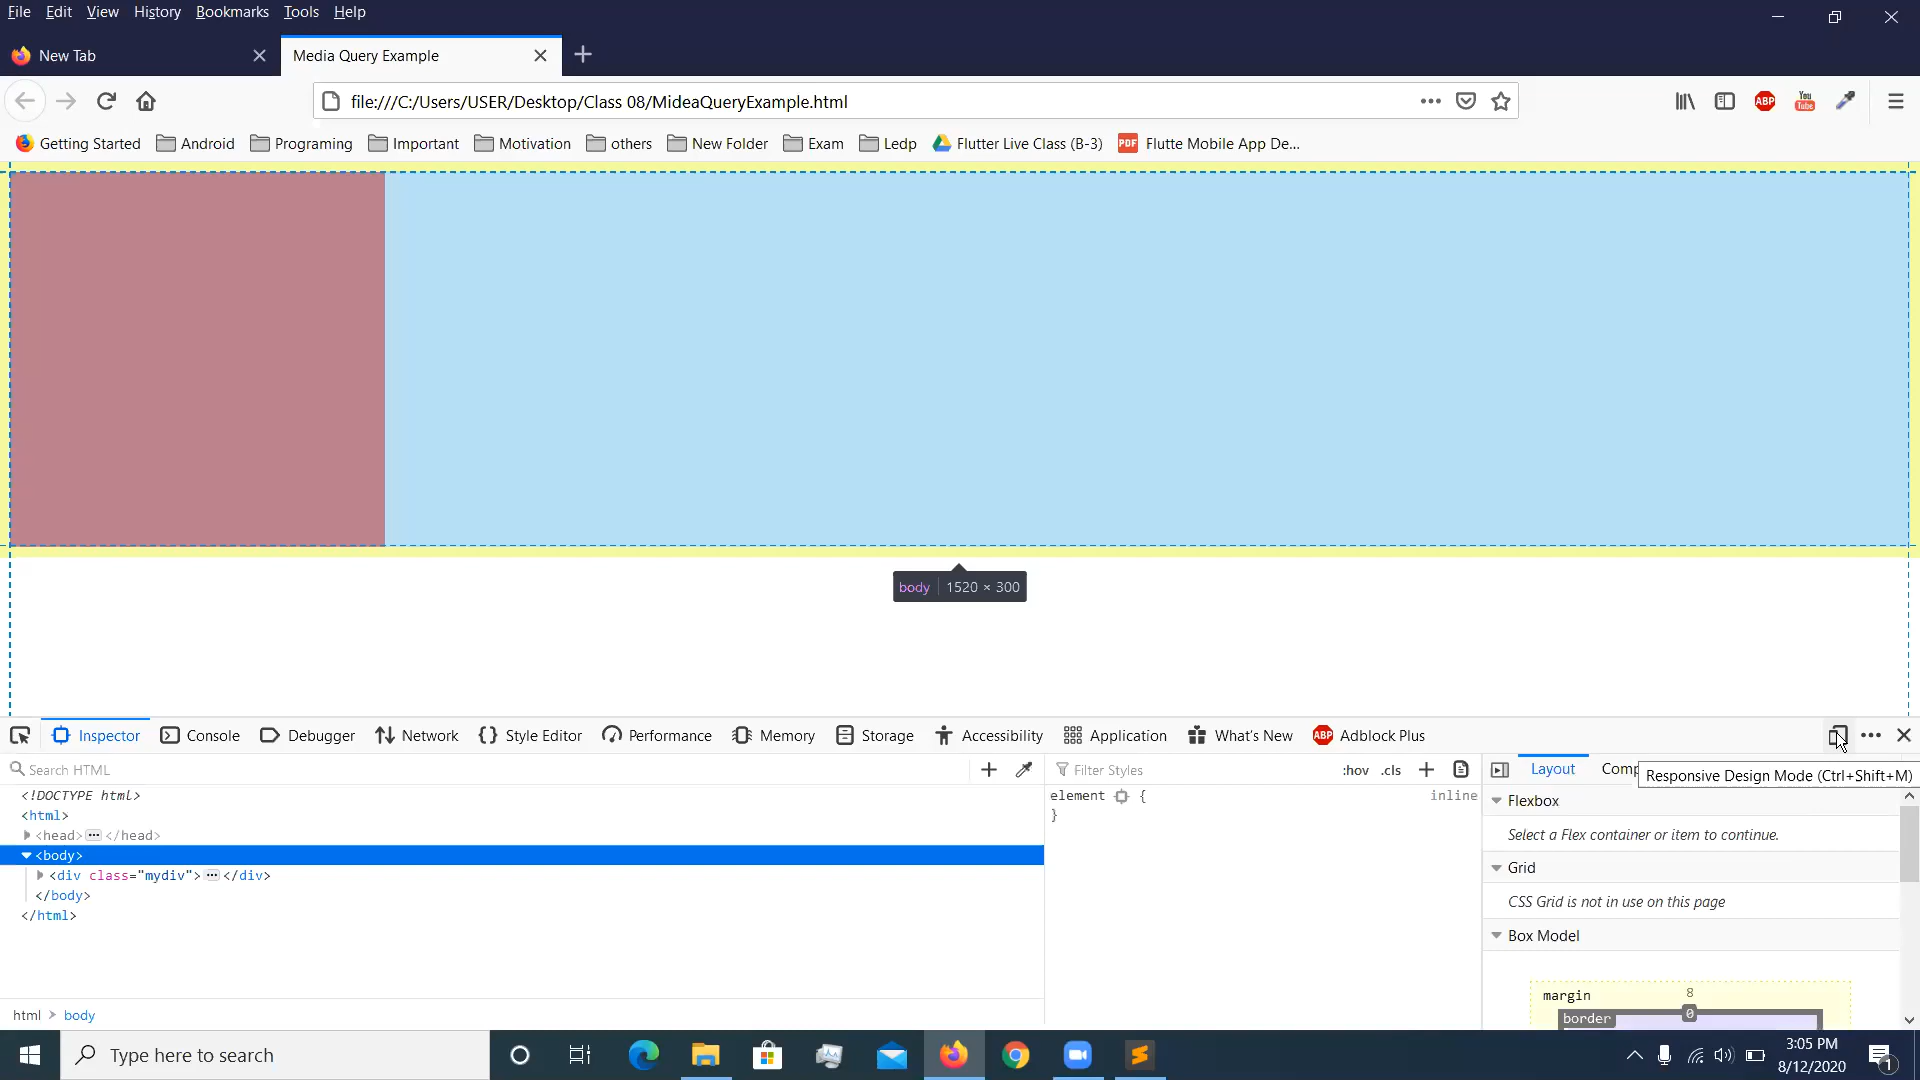 File Edit View History Bookmarks Tools Help
New Tab Media Query Example
file:///C:/Users/USER/Desktop/Class 08/MideaQueryExample.html ABP You Tube
Getting Started Android Programing Important Motivation others New Folder Exam Ledp Flutter Live Class (B-3) PDF Flutte Mobile App De...
body 1520 × 300
Inspector Console Debugger Network Style Editor Performance Memory Storage Accessibility Application What's New ABP Adblock Plus
Search HTML Filter Styles :hov .cls Layout Comp
Responsive Design Mode (Ctrl+Shift+M)
<!DOCTYPE html> element { inline
<html> }
<head> </head>
<body>
<div class="mydiv"> </div>
</body>
</html>
Flexbox
Select a Flex container or item to continue.
Grid
CSS Grid is not in use on this page
Box Model
margin 8
border 0
html > body
Type here to search
3:05 PM
8/12/2020
1